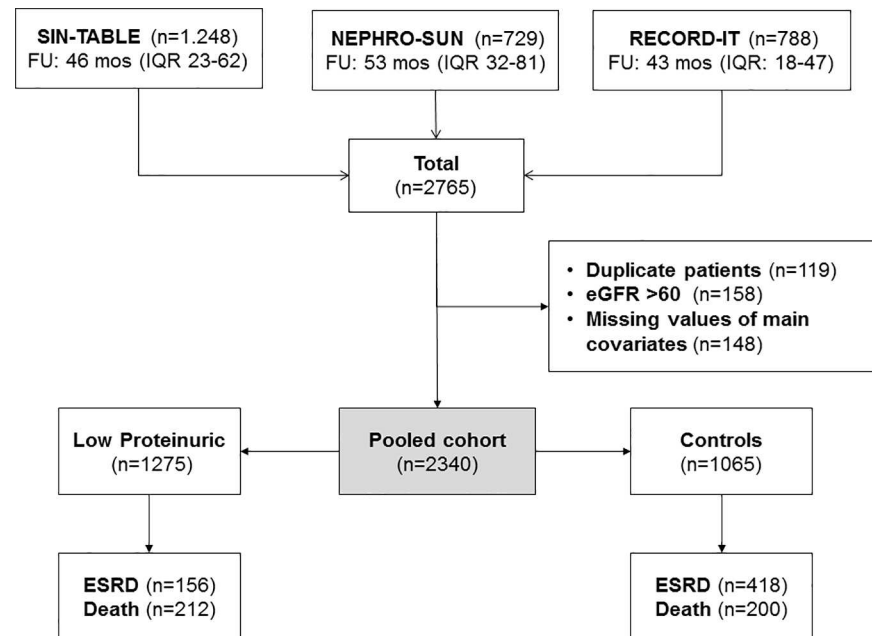 SIN-TABLE (n=1.248)
FU: 46 mos (IQR 23-62)
NEPHRO-SUN (n=729)
FU: 53 mos (IQR 32-81)
RECORD-IT (n=788)
FU: 43 mos (IQR: 18-47)
Total
(n=2765)
• Duplicate patients (n=119)
• eGFR >60 (n=158)
• Missing values of main
covariates (n=148)
Low Proteinuric
(n=1275)
Pooled cohort
(n=2340)
Controls
(n=1065)
ESRD (n=156)
Death (n=212)
ESRD (n=418)
Death (n=200)